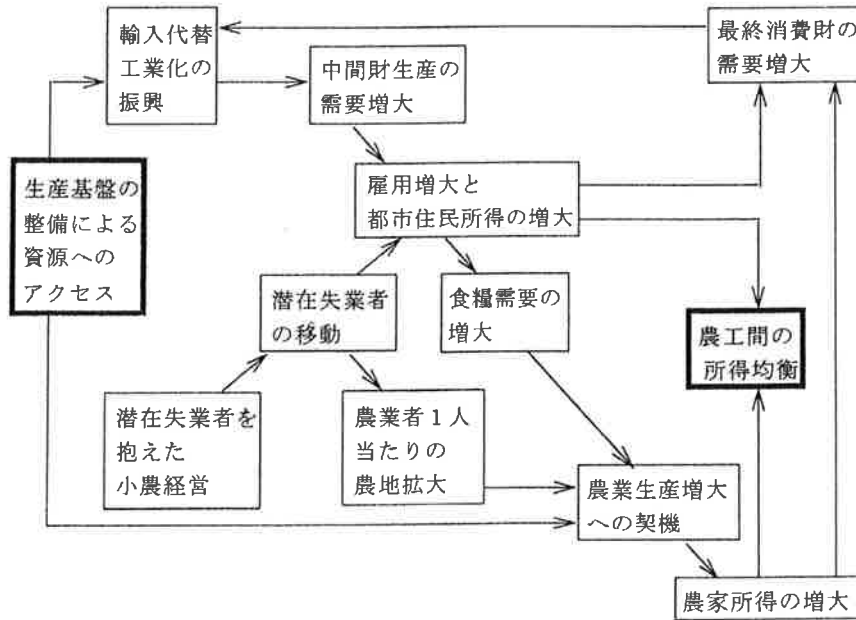 輸入代替
工業化の
振興
中間財生産の
需要増大
最終消費財の
需要増大
生産基盤の
整備による
資源への
アクセス
雇用増大と
都市住民所得の増大
潜在失業者
の移動
食糧需要の
増大
農工間の
所得均衡
潜在失業者を
抱えた
小農経営
農業者1人
当たりの
農地拡大
農業生産増大
への契機
農家所得の増大